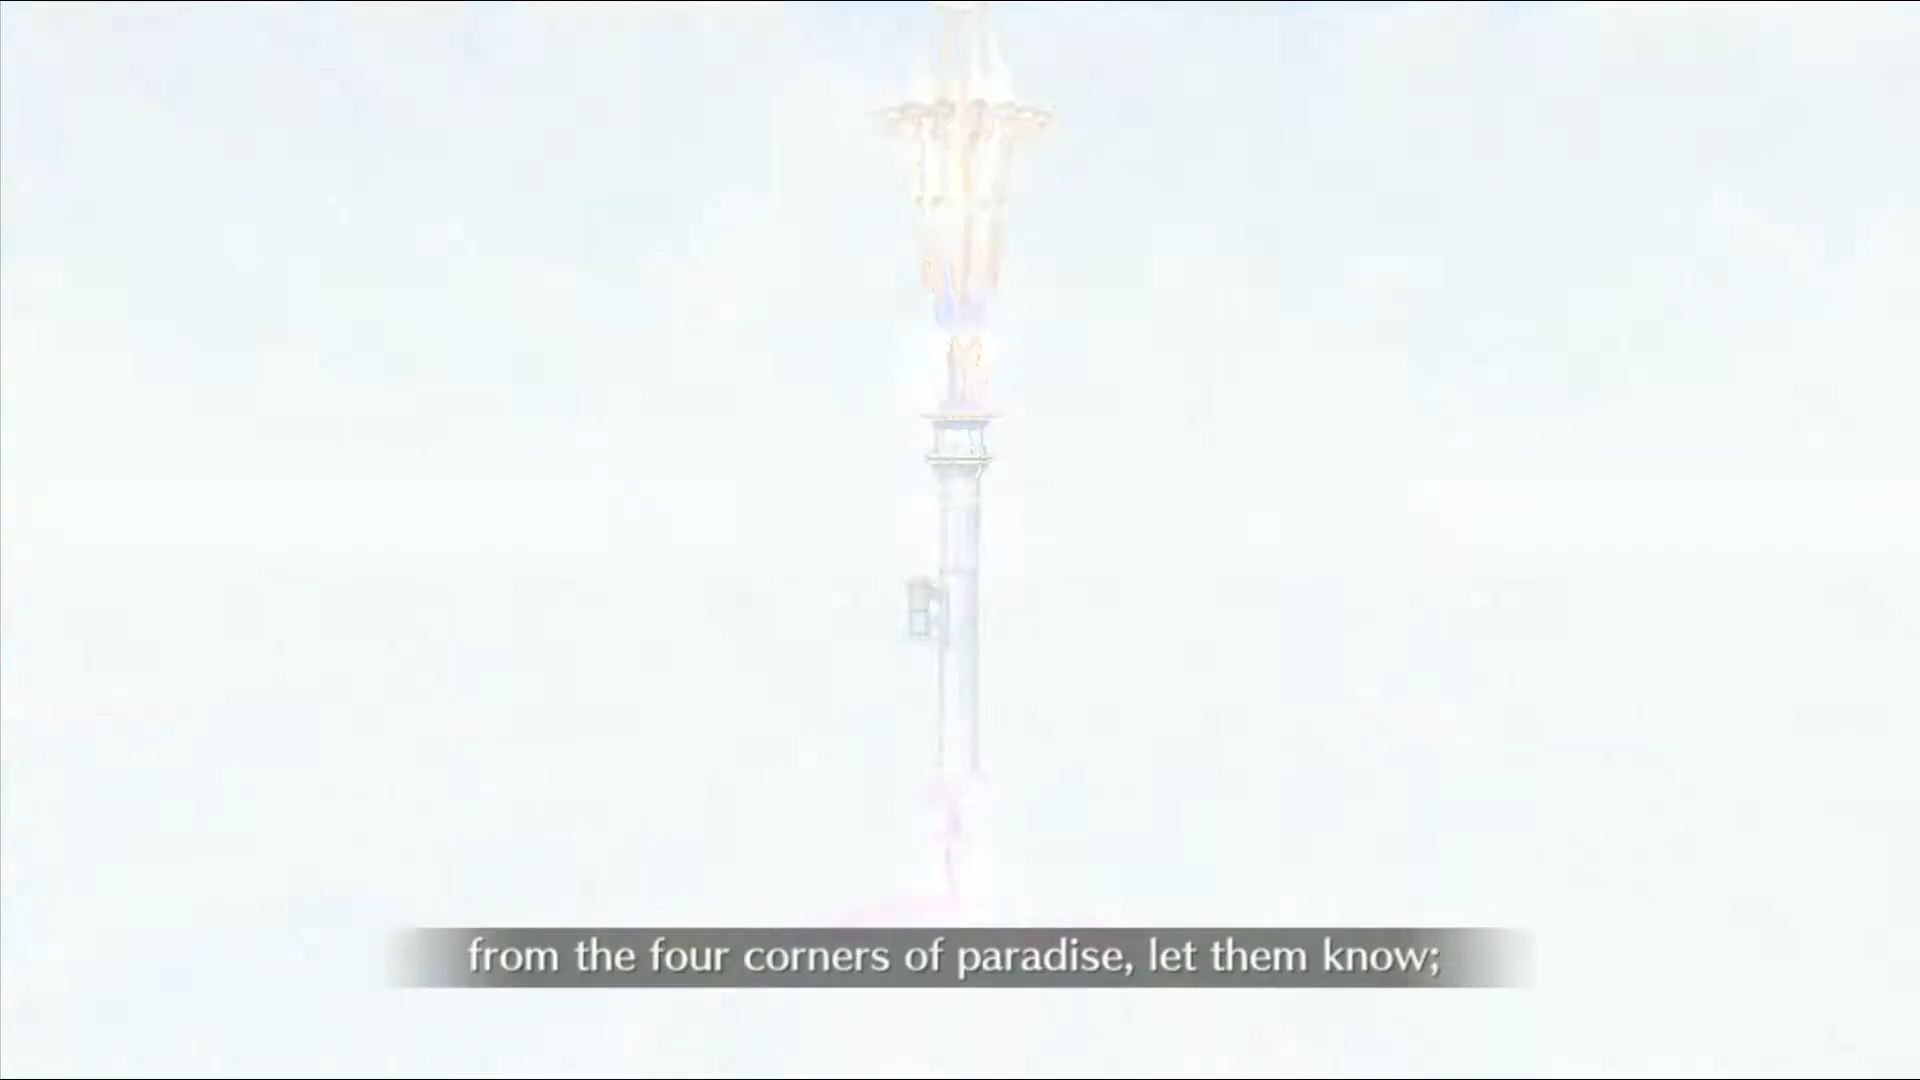 from the four corners of paradise, let them know;